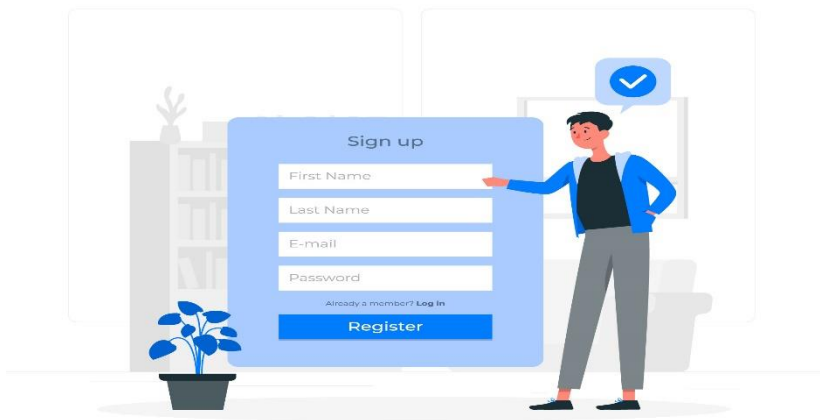 Sign up
First Name
Last Name
E-mail
Password
Already a member? Log in
Register